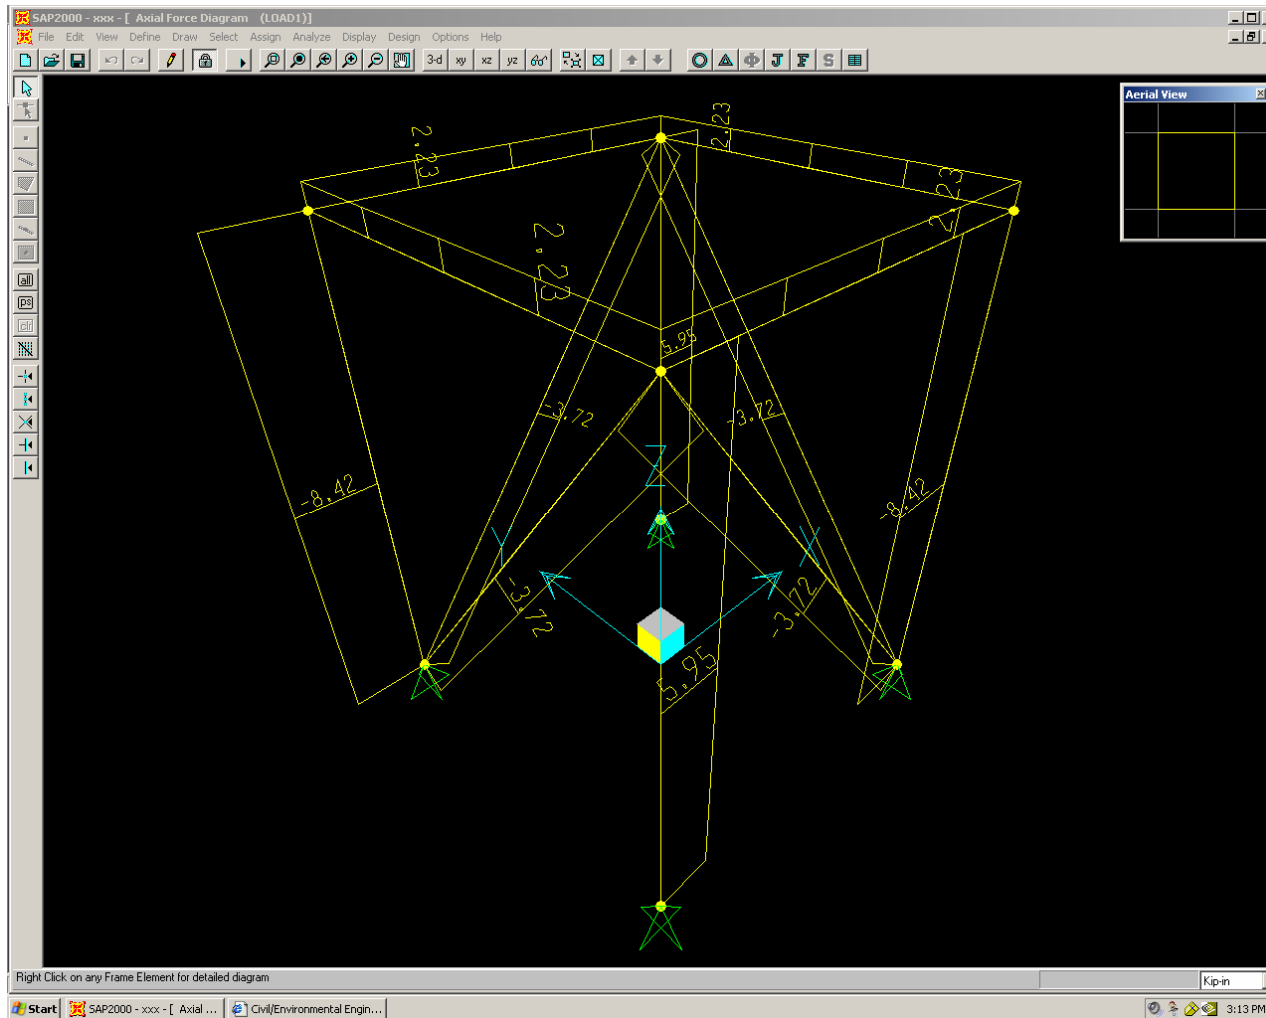 SAP2000 - xxx - [ Axial Force Diagram (LOAD1)]
File Edit View Define Draw Select Assign Analyze Display Design Options Help
3-d xy xz yz J F S
Aerial View
all
ps
clr
2.23
2.23
2.23
2.23
5.95
-3.72
-3.72
-8.42
-8.42
Z
Y
X
-3.72
-3.72
5.95
Right Click on any Frame Element for detailed diagram
Kip-in
Start SAP2000 - xxx - [ Axial ... Civil/Environmental Engin... 3:13 PM